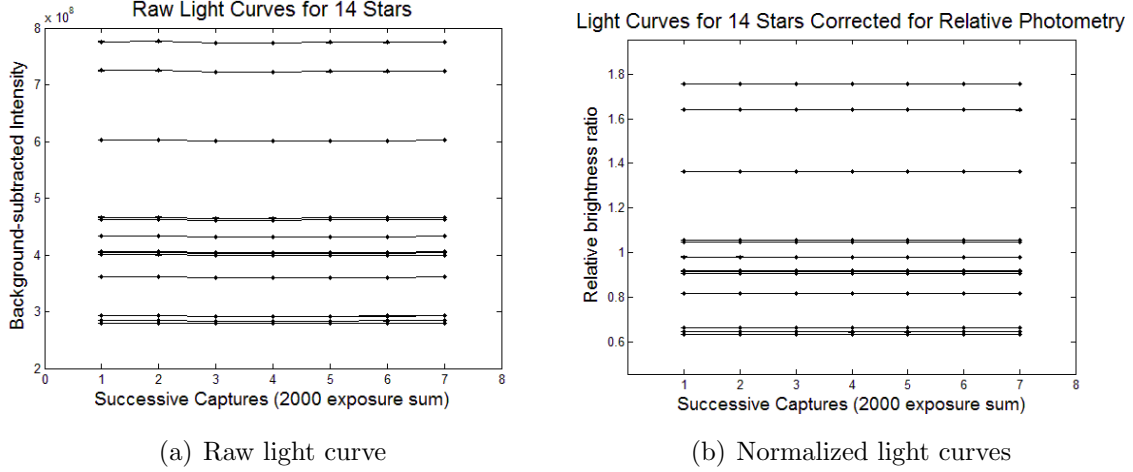 Raw Light Curves for 14 Stars
× 10⁸
Background-subtracted Intensity
8
7
6
5
4
3
2
0 1 2 3 4 5 6 7 8
Successive Captures (2000 exposure sum)
(a) Raw light curve
Light Curves for 14 Stars Corrected for Relative Photometry
Relative brightness ratio
1.8
1.6
1.4
1.2
1
0.8
0.6
1 2 3 4 5 6 7 8
Successive Captures (2000 exposure sum)
(b) Normalized light curves